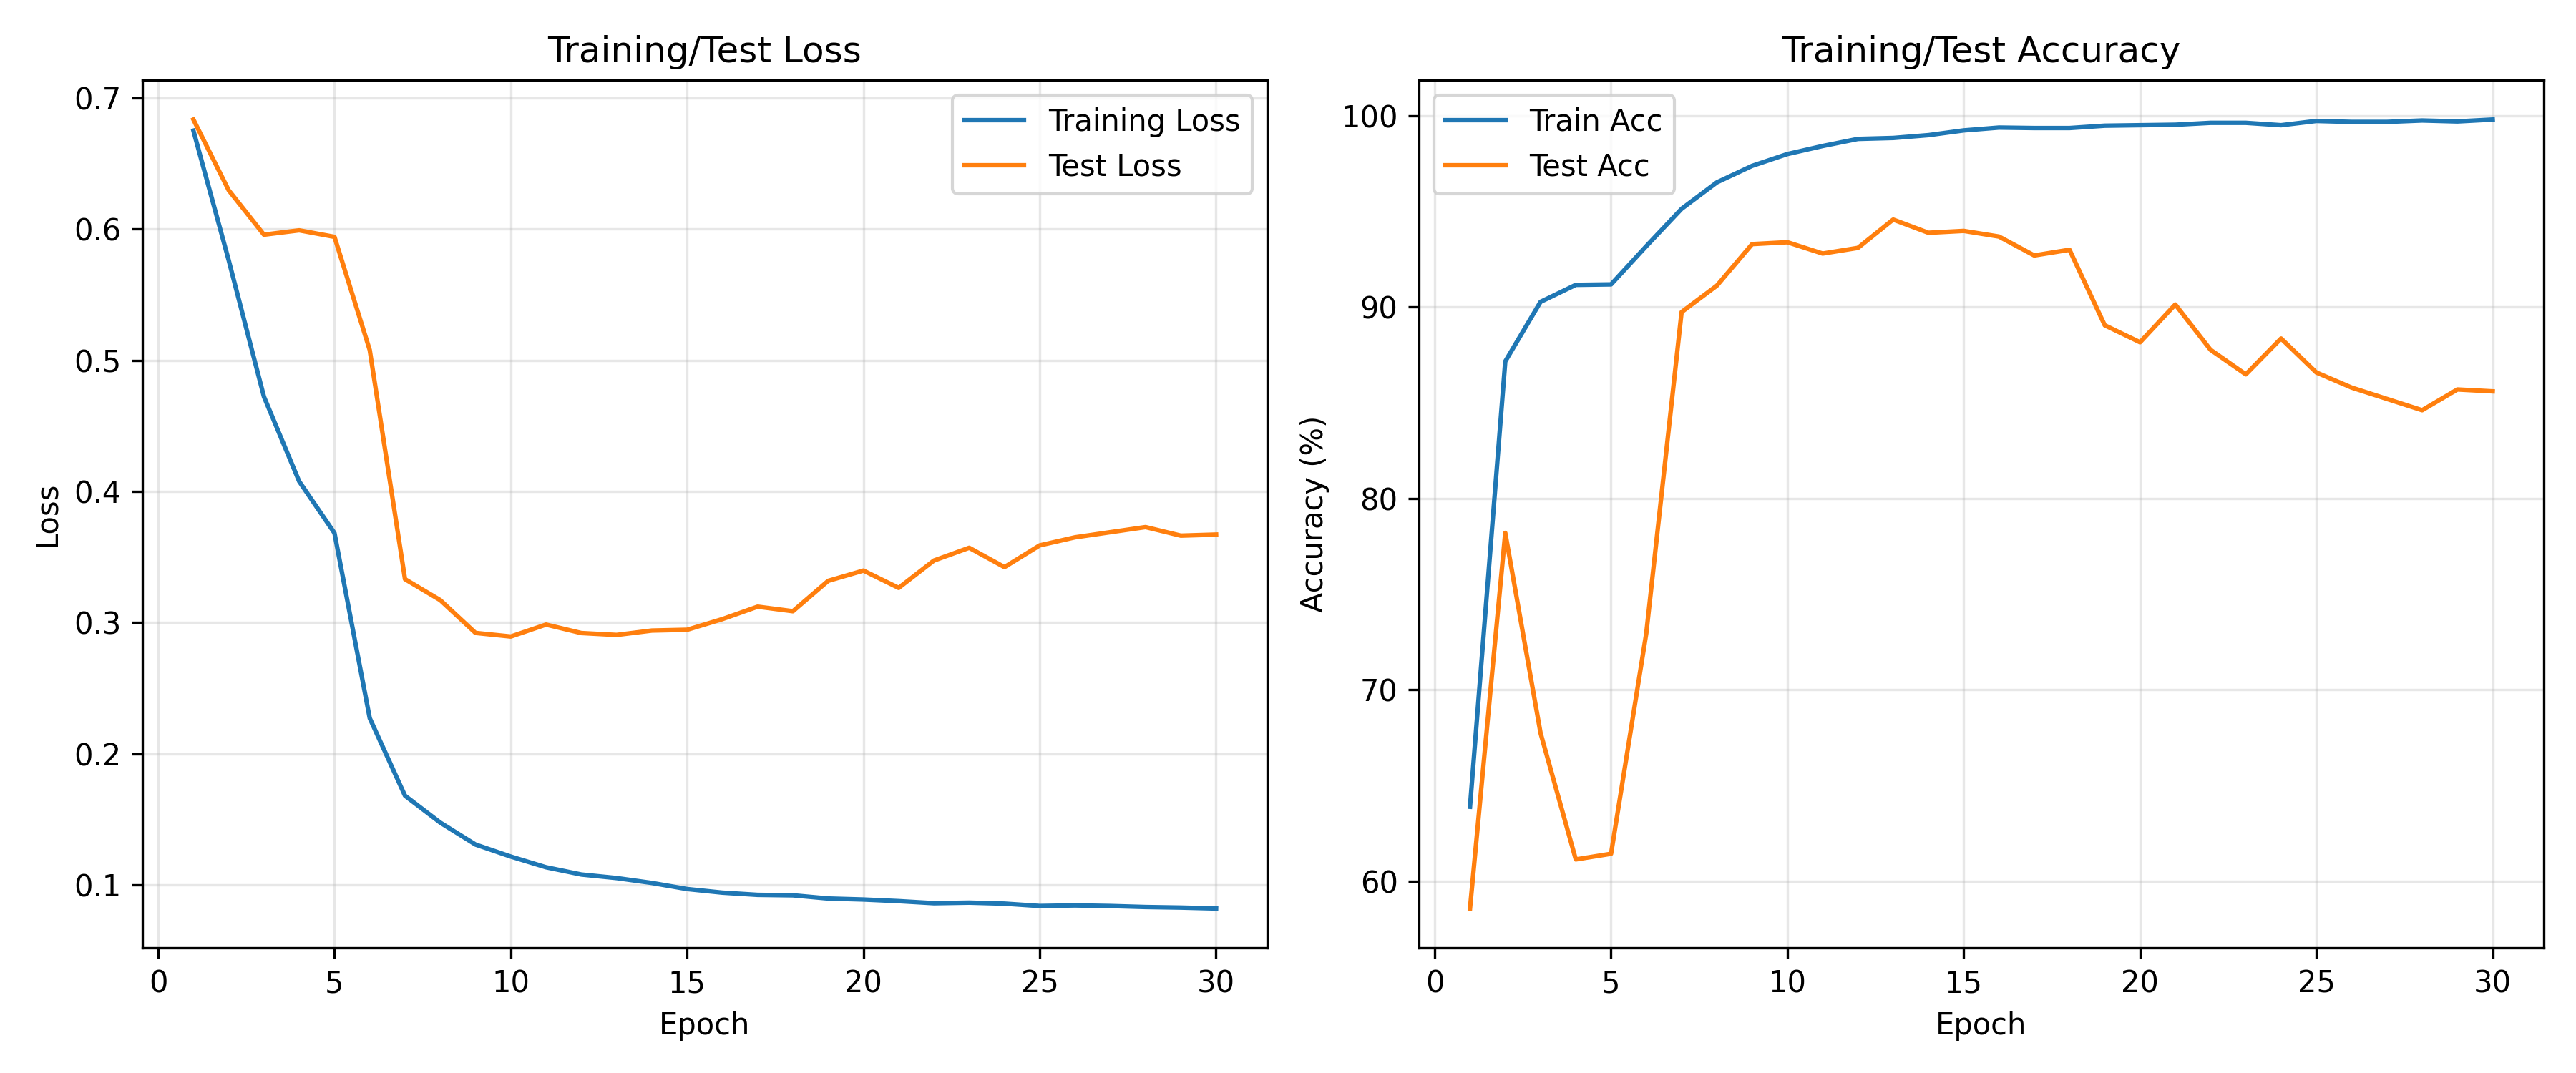 Training/Test Loss
0.7
0.6
0.5
0.4
0.3
0.2
0.1
Loss
0 5 10 15 20 25 30
Epoch
Training Loss
Test Loss
Training/Test Accuracy
100
90
80
70
60
Accuracy (%)
0 5 10 15 20 25 30
Epoch
Train Acc
Test Acc